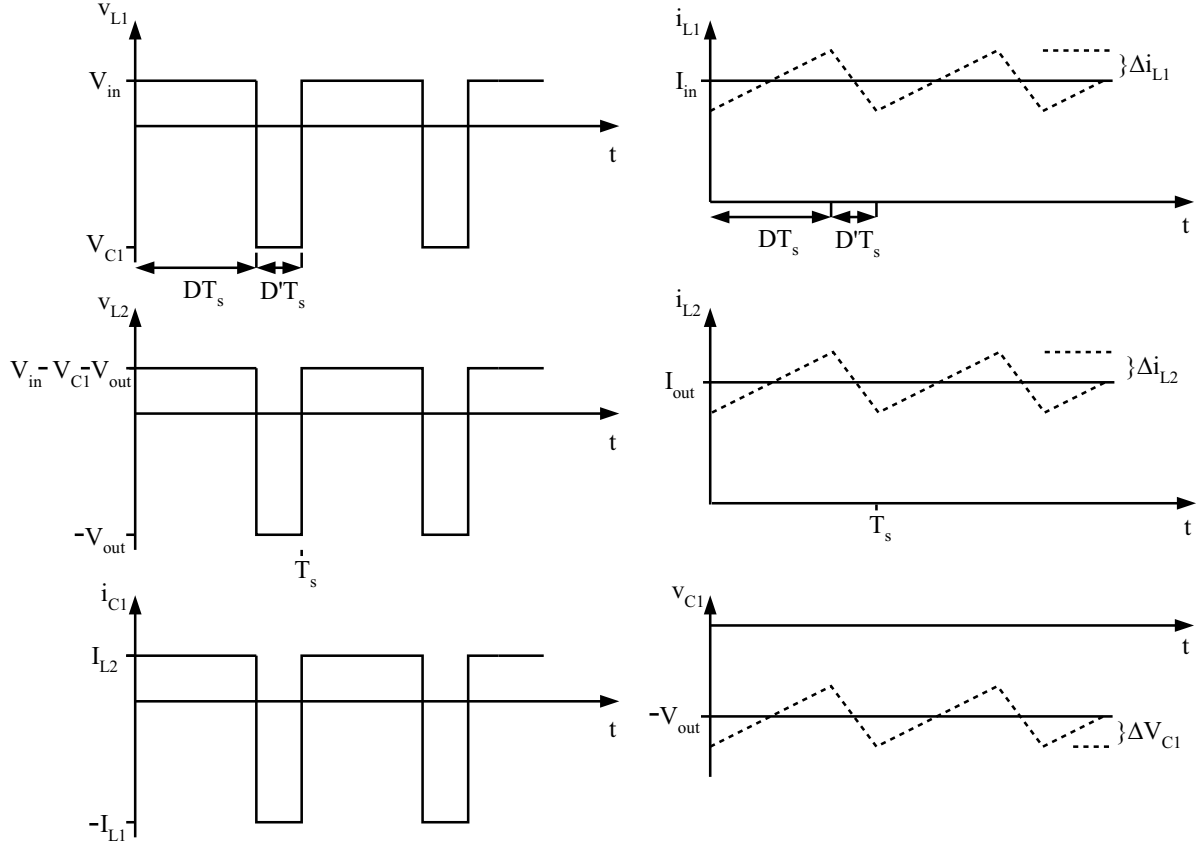 v_L1
V_in
t
V_C1
DT_s
D'T_s
i_L1
I_in
}Δi_L1
t
DT_s
D'T_s
v_L2
V_in-V_C1-V_out
t
-V_out
T_s
i_L2
I_out
}Δi_L2
t
T_s
i_C1
I_L2
t
-I_L1
v_C1
t
-V_out
}ΔV_C1